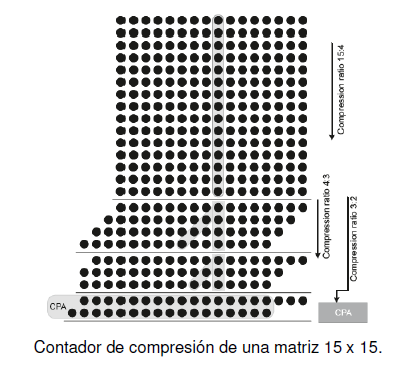 Compression ratio 15:4
Compression ratio 4:3
Compression ratio 3:2
CPA
CPA
Contador de compresión de una matriz 15 x 15.